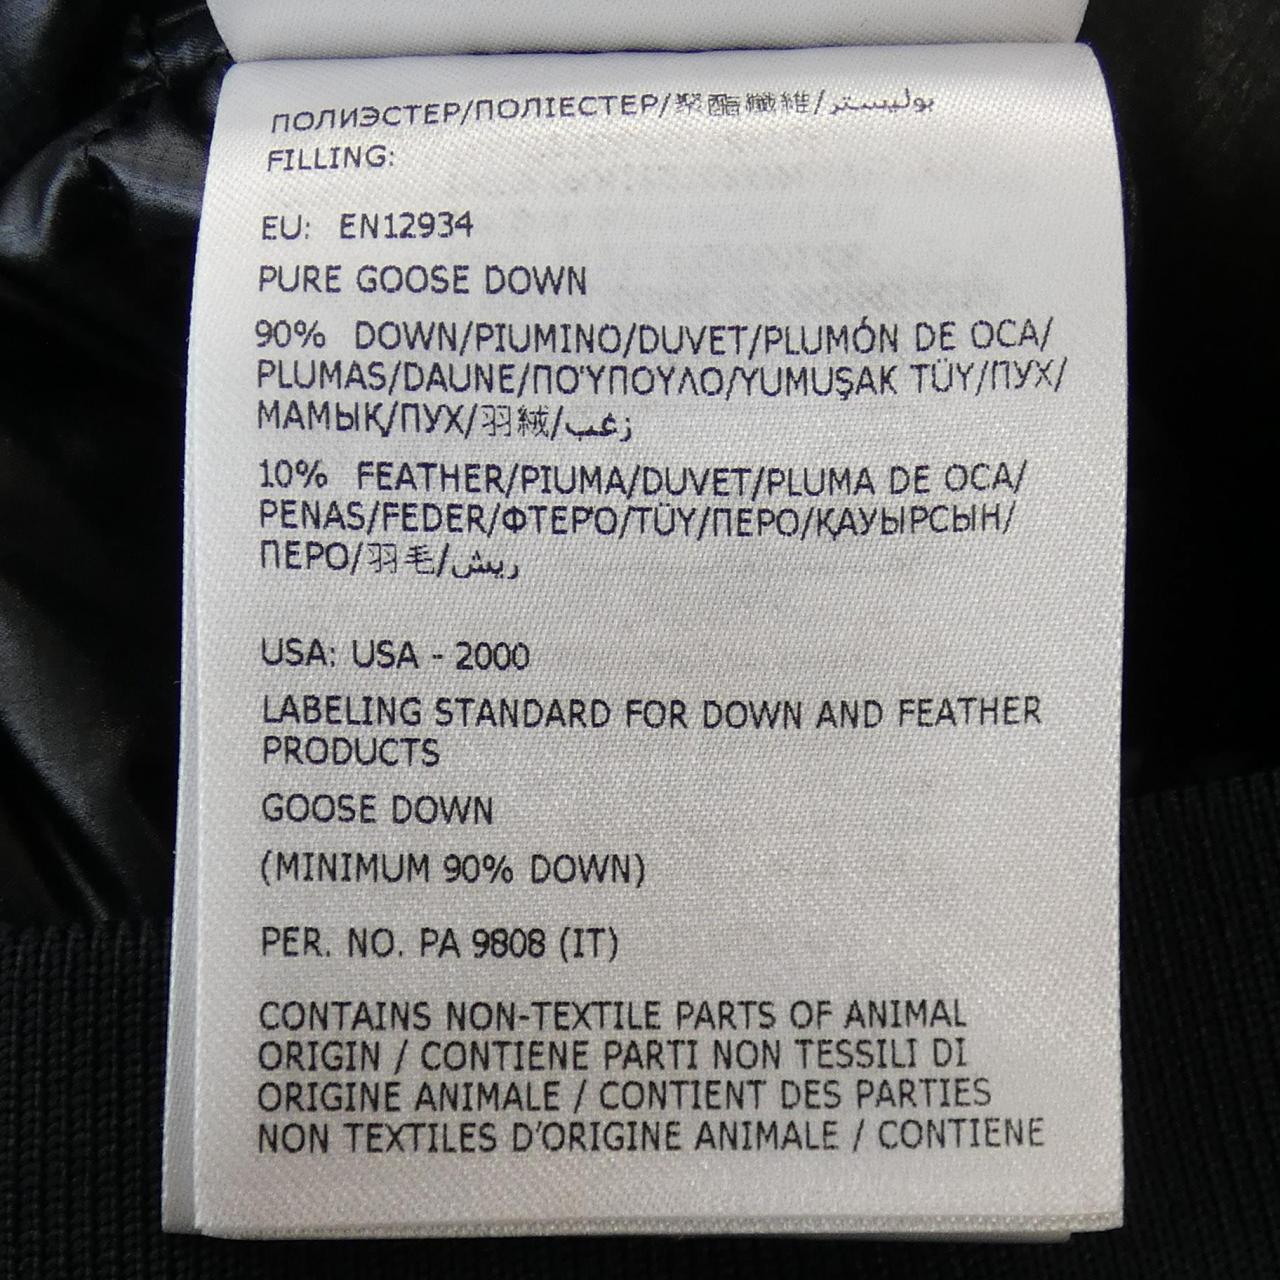 ПОЛИЭСТЕР/ПОЛІЕСТЕР/聚酯纖維/بوليستر
FILLING:
EU: EN12934
PURE GOOSE DOWN
90% DOWN/PIUMINO/DUVET/PLUMÓN DE OCA/
PLUMAS/DAUNE/ΠΟ'ΥΠΟΥΛΟ/YUMUŞAK TÜY/ПУХ/
МАМЫҚ/ПУХ/羽絨/زغب
10% FEATHER/PIUMA/DUVET/PLUMA DE OCA/
PENAS/FEDER/ΦΤΕΡ'Ο/TÜY/ПЕРО/ҚАУЫРСЫН/
ПЕРО/羽毛/ريش
USA: USA - 2000
LABELING STANDARD FOR DOWN AND FEATHER
PRODUCTS
GOOSE DOWN
(MINIMUM 90% DOWN)
PER. NO. PA 9808 (IT)
CONTAINS NON-TEXTILE PARTS OF ANIMAL
ORIGIN / CONTIENE PARTI NON TESSILI DI
ORIGINE ANIMALE / CONTIENT DES PARTIES
NON TEXTILES D'ORIGINE ANIMALE / CONTIENE